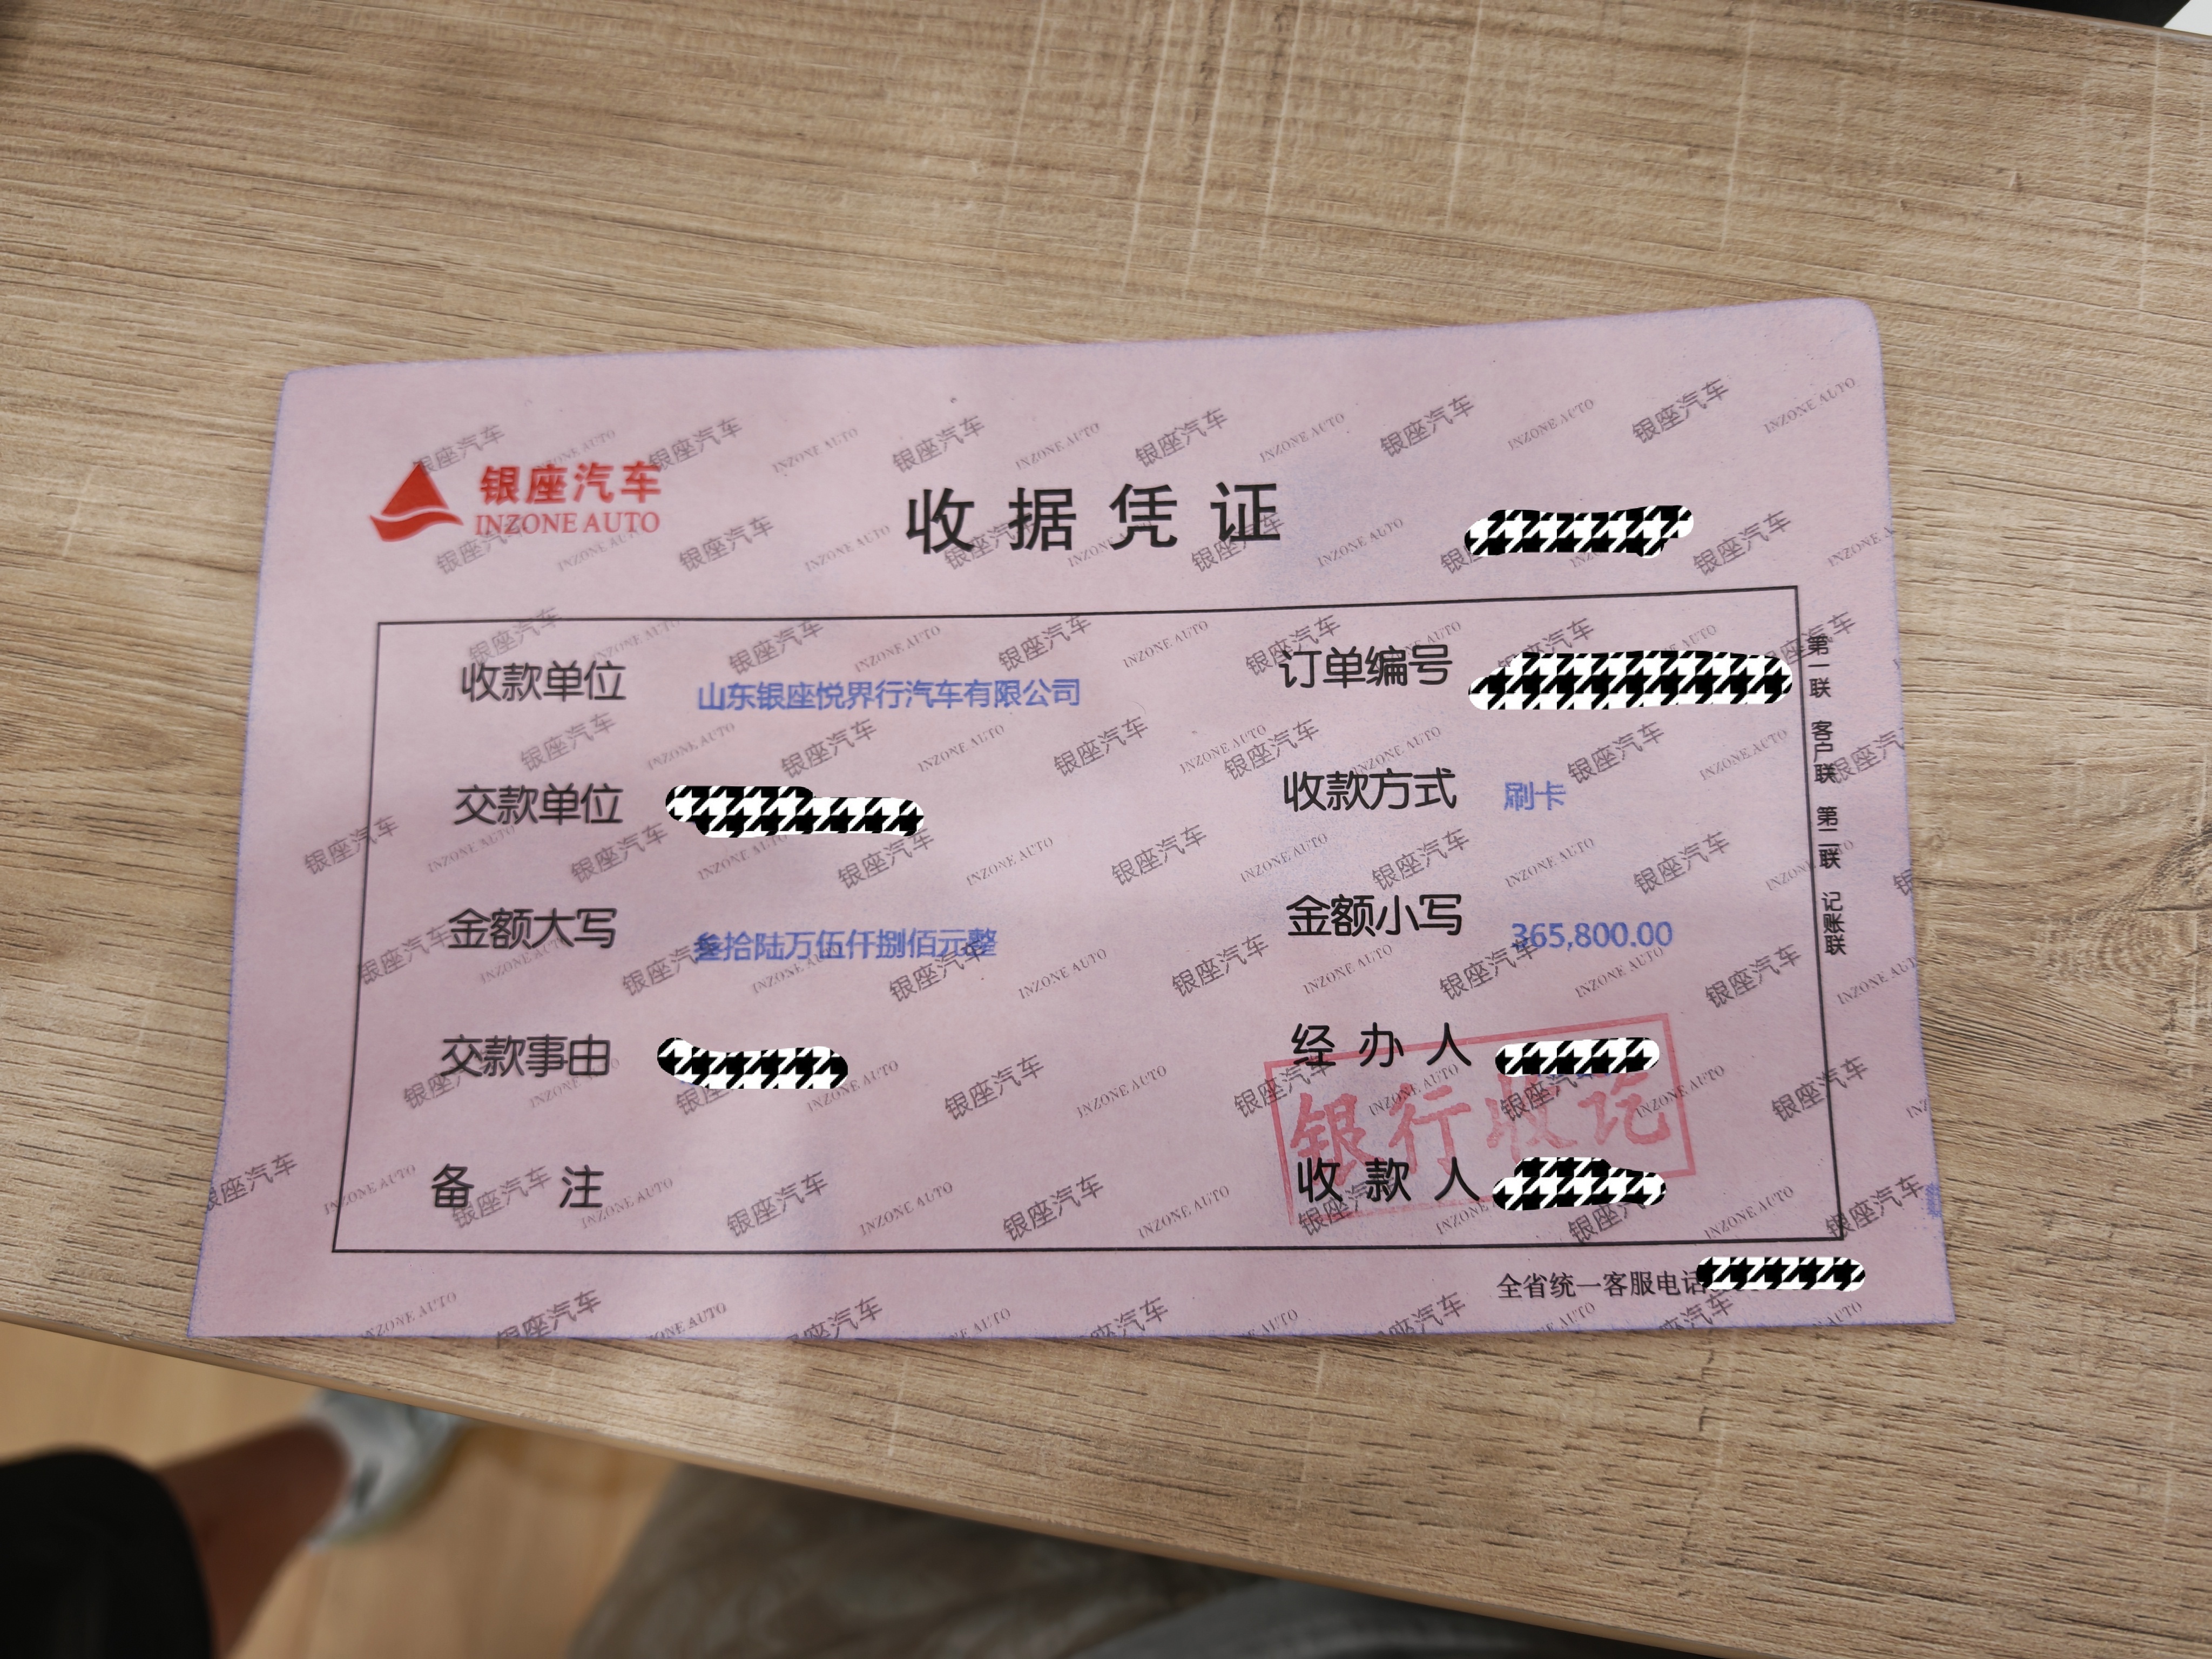 银座汽车
INZONE AUTO
收据凭证
收款单位 山东银座悦界行汽车有限公司
订单编号
交款单位
收款方式 刷卡
金额大写 叁拾陆万伍仟捌佰元整
金额小写 365,800.00
交款事由
经办人
备注
收款人
银行收讫
第一联 客户联 第二联 记账联
全省统一客服电话